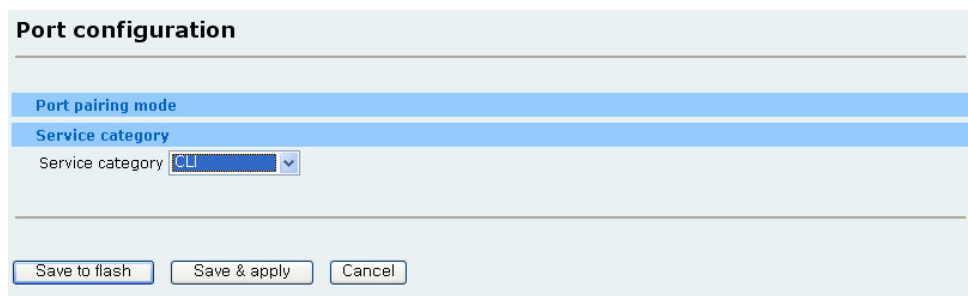 Port configuration
Port pairing mode
Service category
Service category CLI
Save to flash Save & apply Cancel